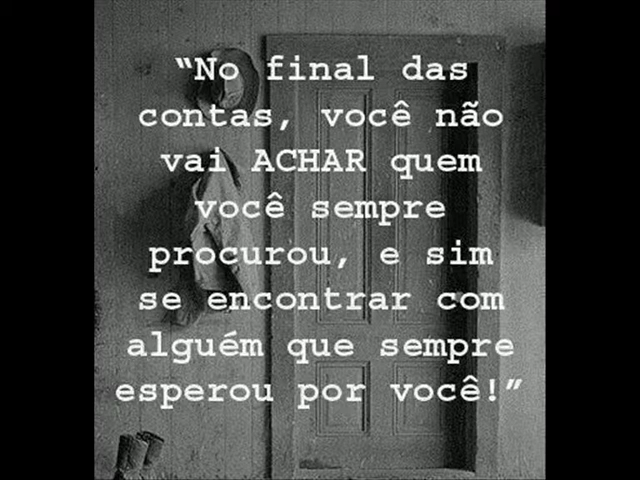 “No final das
contas, você não
vai ACHAR quem
você sempre
procurou, e sim
se encontrar com
alguém que sempre
esperou por você!”